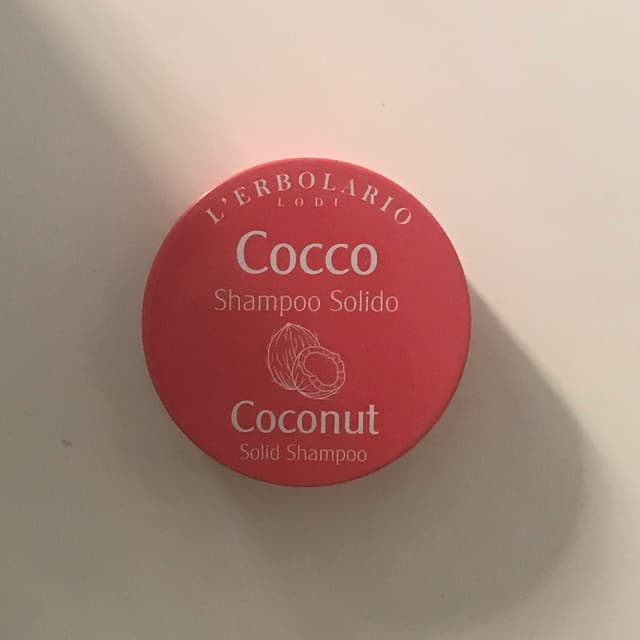 L'ERBOLARIO
LODI
Cocco
Shampoo Solido
Coconut
Solid Shampoo